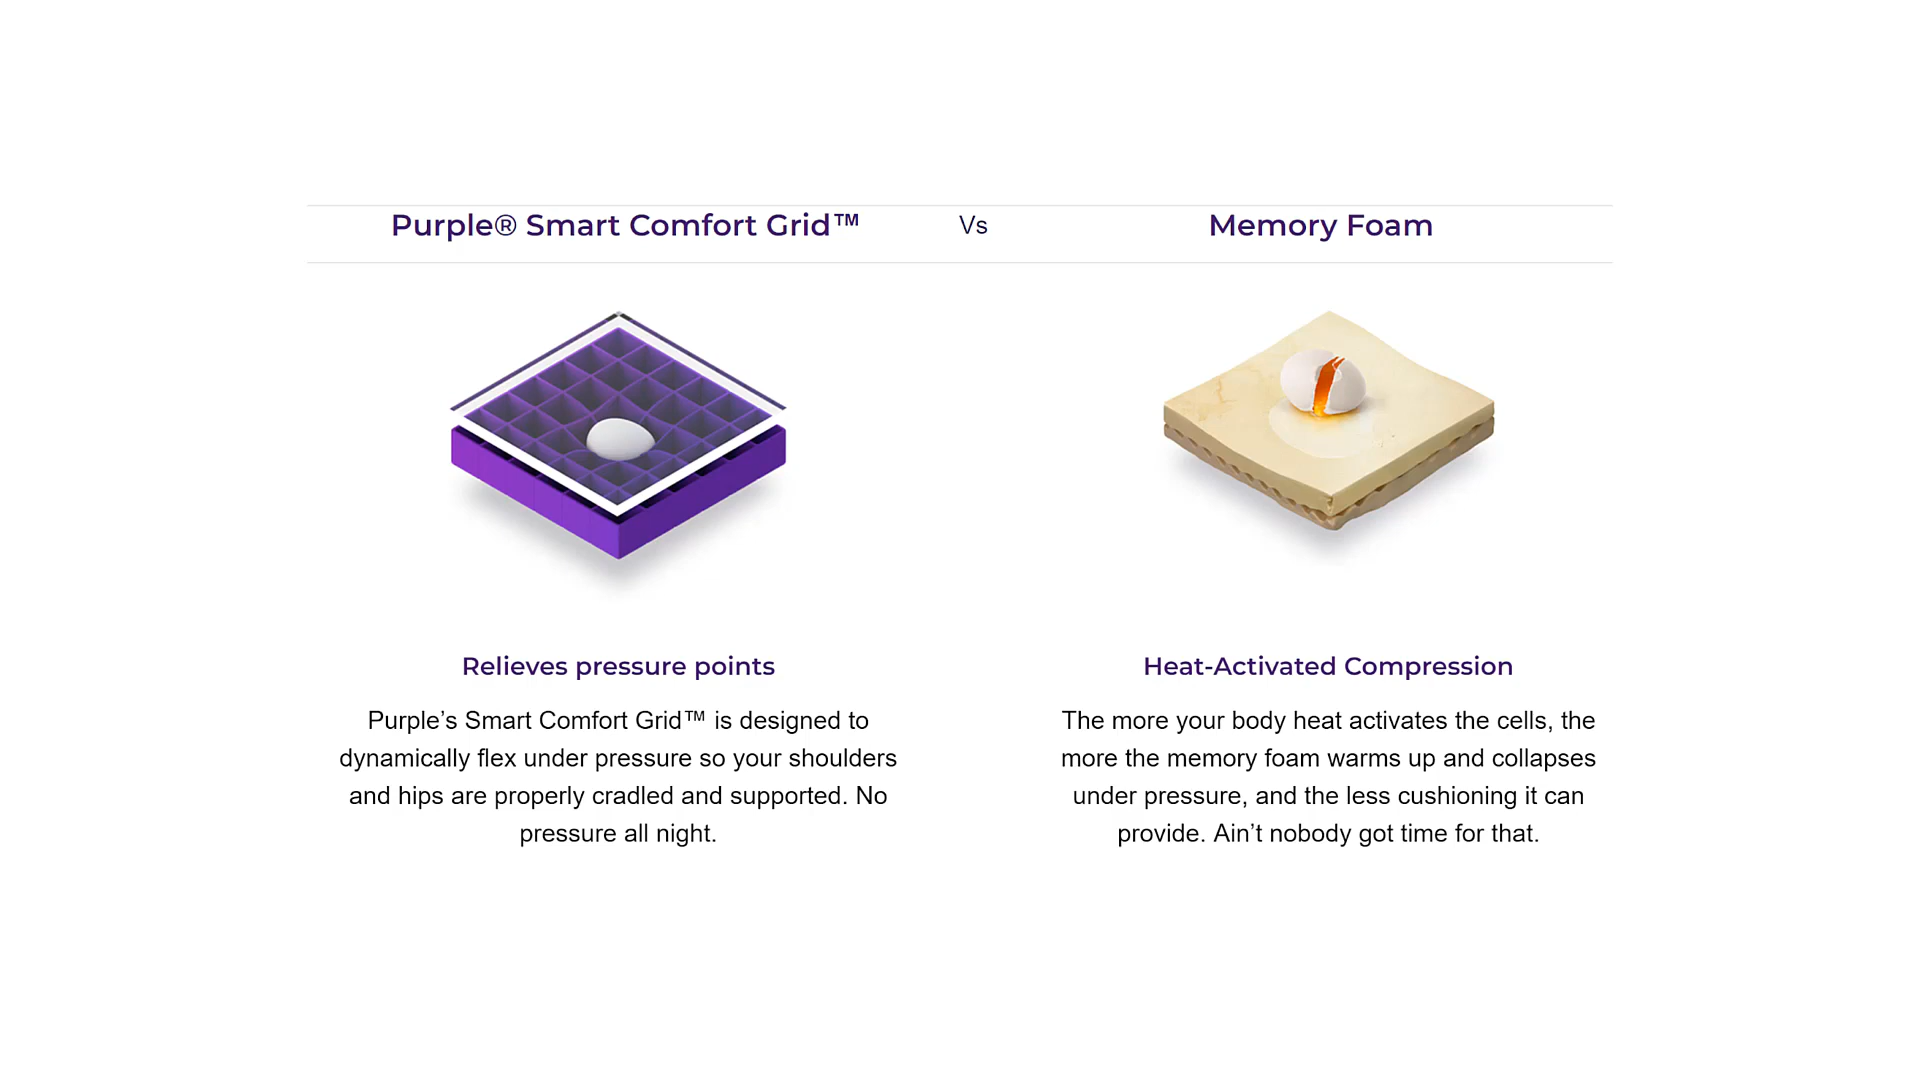 Purple® Smart Comfort Grid™ Vs Memory Foam
Relieves pressure points
Purple’s Smart Comfort Grid™ is designed to
dynamically flex under pressure so your shoulders
and hips are properly cradled and supported. No
pressure all night.
Heat-Activated Compression
The more your body heat activates the cells, the
more the memory foam warms up and collapses
under pressure, and the less cushioning it can
provide. Ain’t nobody got time for that.